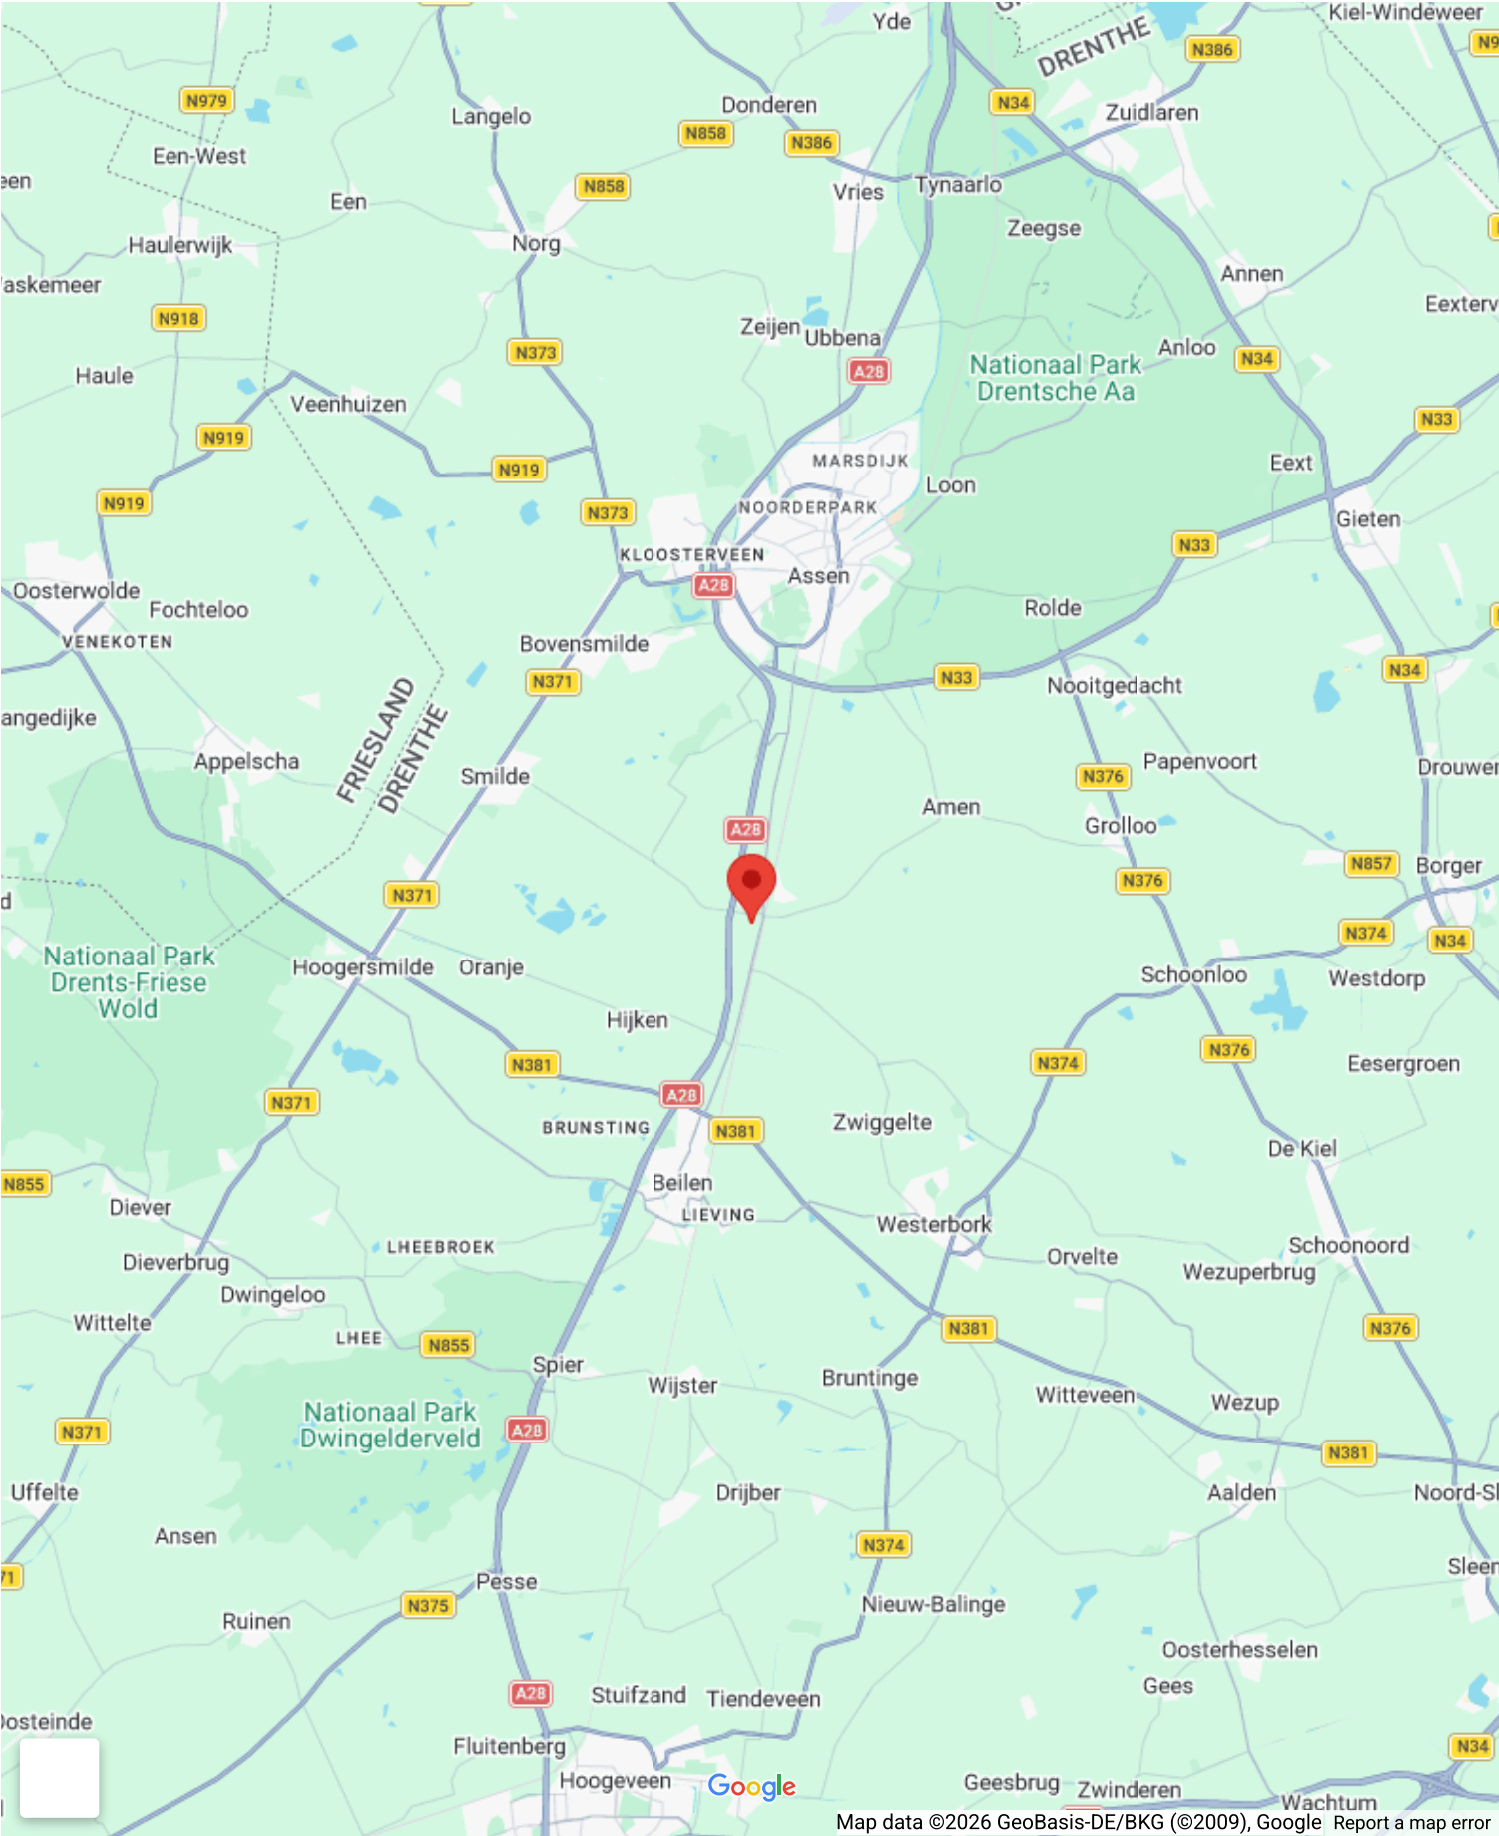 Yde
Kiel-Windeweer
DRENTHE
N386
N979
Langelo
Donderen
N34
Zuidlaren
N858
N386
Een-West
N858
Vries
Tynaarlo
Een
Zeegse
Haulerwijk
Norg
Annen
askemeer
N918
Zeijen
Ubbena
Eexterv
N373
Anloo
N34
Haule
A28
Nationaal Park
Drentsche Aa
Veenhuizen
N33
N919
MARSDIJK
Eext
N919
Loon
N919
N373
NOORDERPARK
Gieten
N33
KLOOSTERVEEN
Assen
A28
Oosterwolde
Fochteloo
Rolde
VENEKOTEN
Bovensmilde
N34
N371
N33
Nooitgedacht
FRIESLAND
DRENTHE
angedijke
Appelscha
Smilde
N376
Papenvoort
Drouwen
Amen
Grolloo
A28
N857
Borger
N371
N376
N374
N34
Nationaal Park
Drents-Friese
Wold
Hoogersmilde
Oranje
Schoonloo
Westdorp
Hijken
N376
N381
N374
Eesergroen
A28
N371
BRUNSTING
N381
Zwiggelte
De Kiel
N855
Beilen
Diever
LIEVING
Westerbork
LHEEBROEK
Schoonoord
Dieverbrug
Orvelte
Wezuperbrug
Dwingeloo
Wittelte
LHEE
N855
N381
N376
Spier
Wijster
Bruntinge
Witteveen
Wezup
Nationaal Park
Dwingelderveld
N371
A28
N381
Uffelte
Drijber
Aalden
Noord-Sl
Ansen
N374
71
Pesse
Sleen
N375
Nieuw-Balinge
Ruinen
Oosterhesselen
Gees
A28
Stuifzand
Tiendeveen
Oosteinde
Fluitenberg
N34
Hoogeveen
Google
Geesbrug
Zwinderen
Wachtum
Map data ©2026 GeoBasis-DE/BKG (©2009), Google
Report a map error